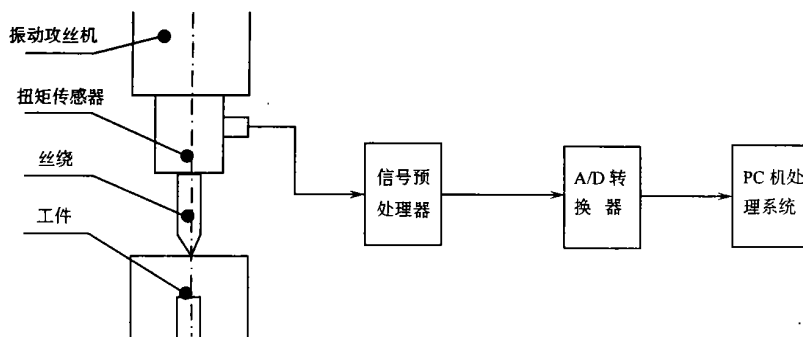 振动攻丝机
扭矩传感器
丝绕
工件
信号预
处理器
A/D 转
换 器
PC 机处
理系统